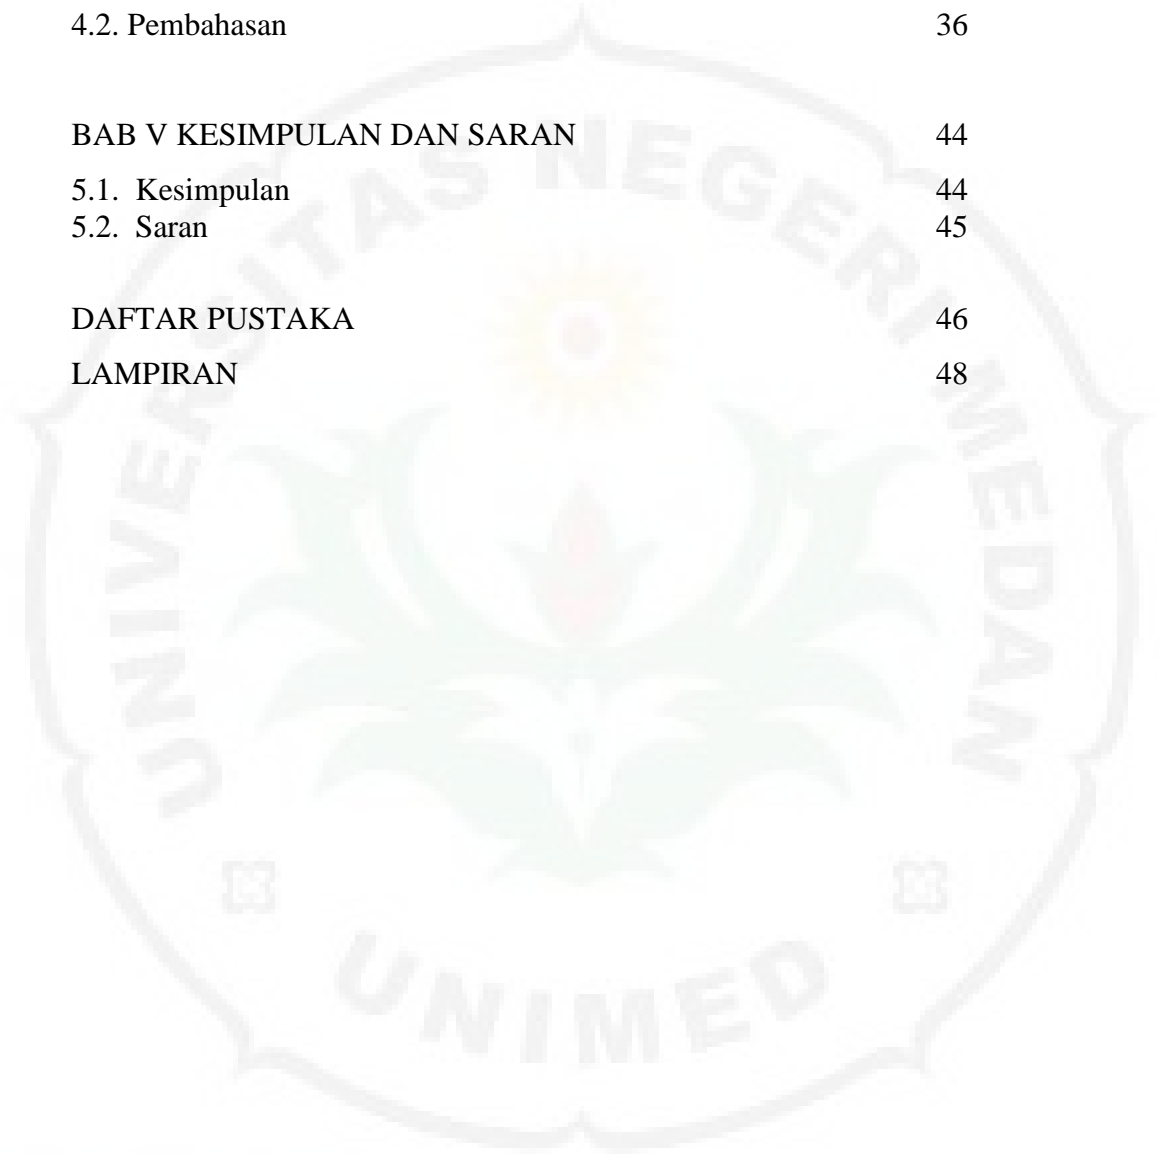 4.2. Pembahasan 36
BAB V KESIMPULAN DAN SARAN 44
5.1. Kesimpulan 44
5.2. Saran 45
DAFTAR PUSTAKA 46
LAMPIRAN 48
UNIVERSITAS NEGERI MEDAN
UNIMED